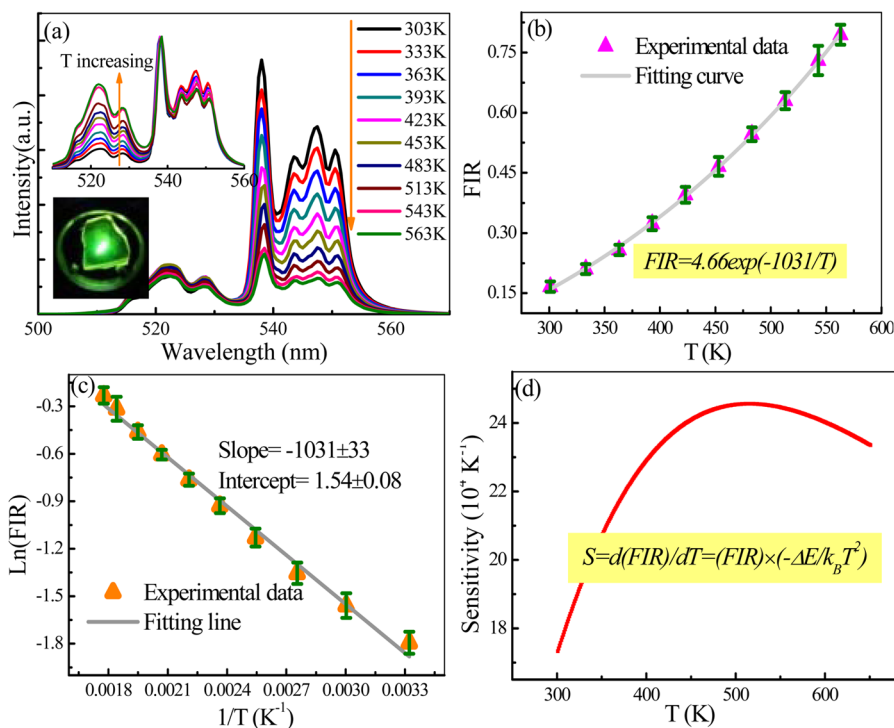 (a)
T increasing
520 540 560
303K
333K
363K
393K
423K
453K
483K
513K
543K
563K
Intensity(a.u.)
500 520 540 560
Wavelength (nm)
(b)
Experimental data
Fitting curve
FIR=4.66exp(-1031/T)
FIR
0.75
0.60
0.45
0.30
0.15
300 350 400 450 500 550 600
T (K)
(c)
Slope= -1031±33
Intercept= 1.54±0.08
Experimental data
Fitting line
Ln(FIR)
-0.3
-0.6
-0.9
-1.2
-1.5
-1.8
0.0018 0.0021 0.0024 0.0027 0.0030 0.0033
1/T (K⁻¹)
(d)
S=d(FIR)/dT=(FIR)×(-ΔE/k_BT²)
Sensitivity (10⁻⁴ K⁻¹)
24
22
20
18
300 400 500 600
T (K)